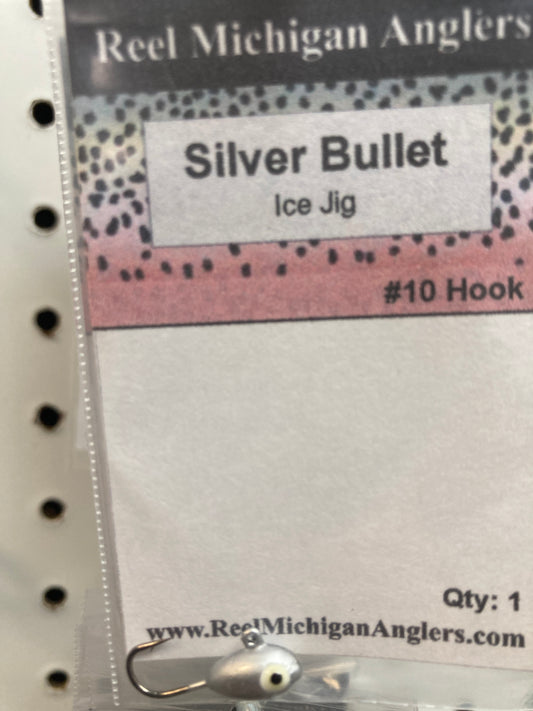 Reel Michigan Anglers
Silver Bullet
Ice Jig
#10 Hook
Qty: 1
www.ReelMichiganAnglers.com